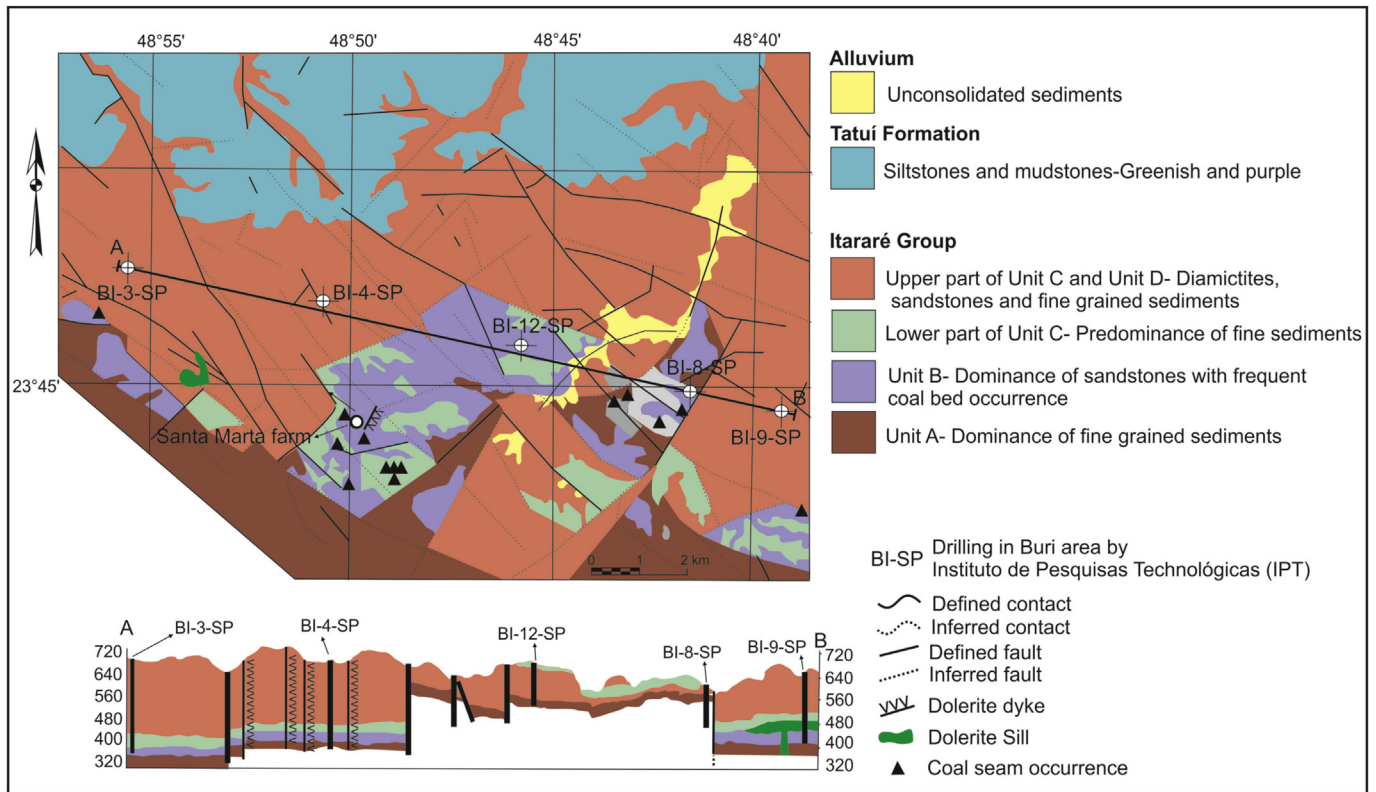 48°55' 48°50' 48°45' 48°40'
A
BI-3-SP
BI-4-SP
BI-12-SP
23°45'
BI-8-SP
B
BI-9-SP
Santa Marta farm
0 1 2 km
Alluvium
Unconsolidated sediments
Tatuí Formation
Siltstones and mudstones-Greenish and purple
Itararé Group
Upper part of Unit C and Unit D- Diamictites,
sandstones and fine grained sediments
Lower part of Unit C- Predominance of fine sediments
Unit B- Dominance of sandstones with frequent
coal bed occurrence
Unit A- Dominance of fine grained sediments
BI-SP Drilling in Buri area by
Instituto de Pesquisas Technológicas (IPT)
Defined contact
Inferred contact
Defined fault
Inferred fault
Dolerite dyke
Dolerite Sill
Coal seam occurrence
A BI-3-SP BI-4-SP BI-12-SP BI-8-SP BI-9-SP B
720 720
640 640
560 560
480 480
400 400
320 320